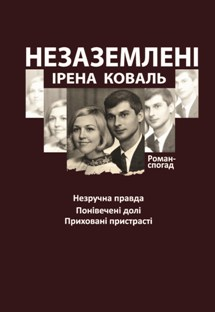 НЕЗАЗЕМЛЕНІ
ІРЕНА КОВАЛЬ
Роман-
спогад
Незручна правда
Понівечені долі
Приховані пристрасті